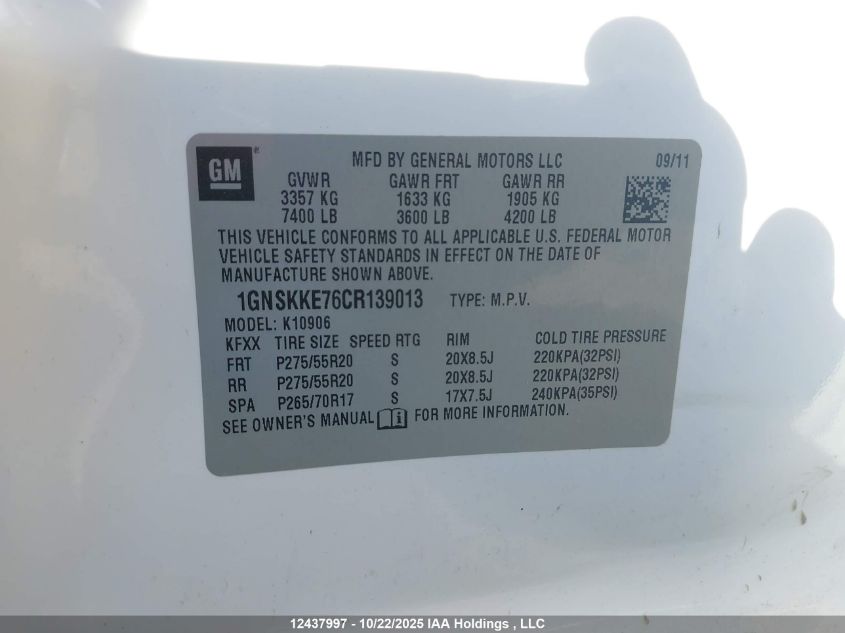 GM®
MFD BY GENERAL MOTORS LLC 09/11
GVWR GAWR FRT GAWR RR
3357 KG 1633 KG 1905 KG
7400 LB 3600 LB 4200 LB
THIS VEHICLE CONFORMS TO ALL APPLICABLE U.S. FEDERAL MOTOR
VEHICLE SAFETY STANDARDS IN EFFECT ON THE DATE OF
MANUFACTURE SHOWN ABOVE.
1GNSKKE76CR139013 TYPE: M.P.V.
MODEL: K10906
KFXX TIRE SIZE SPEED RTG RIM COLD TIRE PRESSURE
FRT P275/55R20 S 20X8.5J 220KPA(32PSI)
RR P275/55R20 S 20X8.5J 220KPA(32PSI)
SPA P265/70R17 S 17X7.5J 240KPA(35PSI)
SEE OWNER'S MANUAL i FOR MORE INFORMATION.
12437997 - 10/22/2025 IAA Holdings , LLC